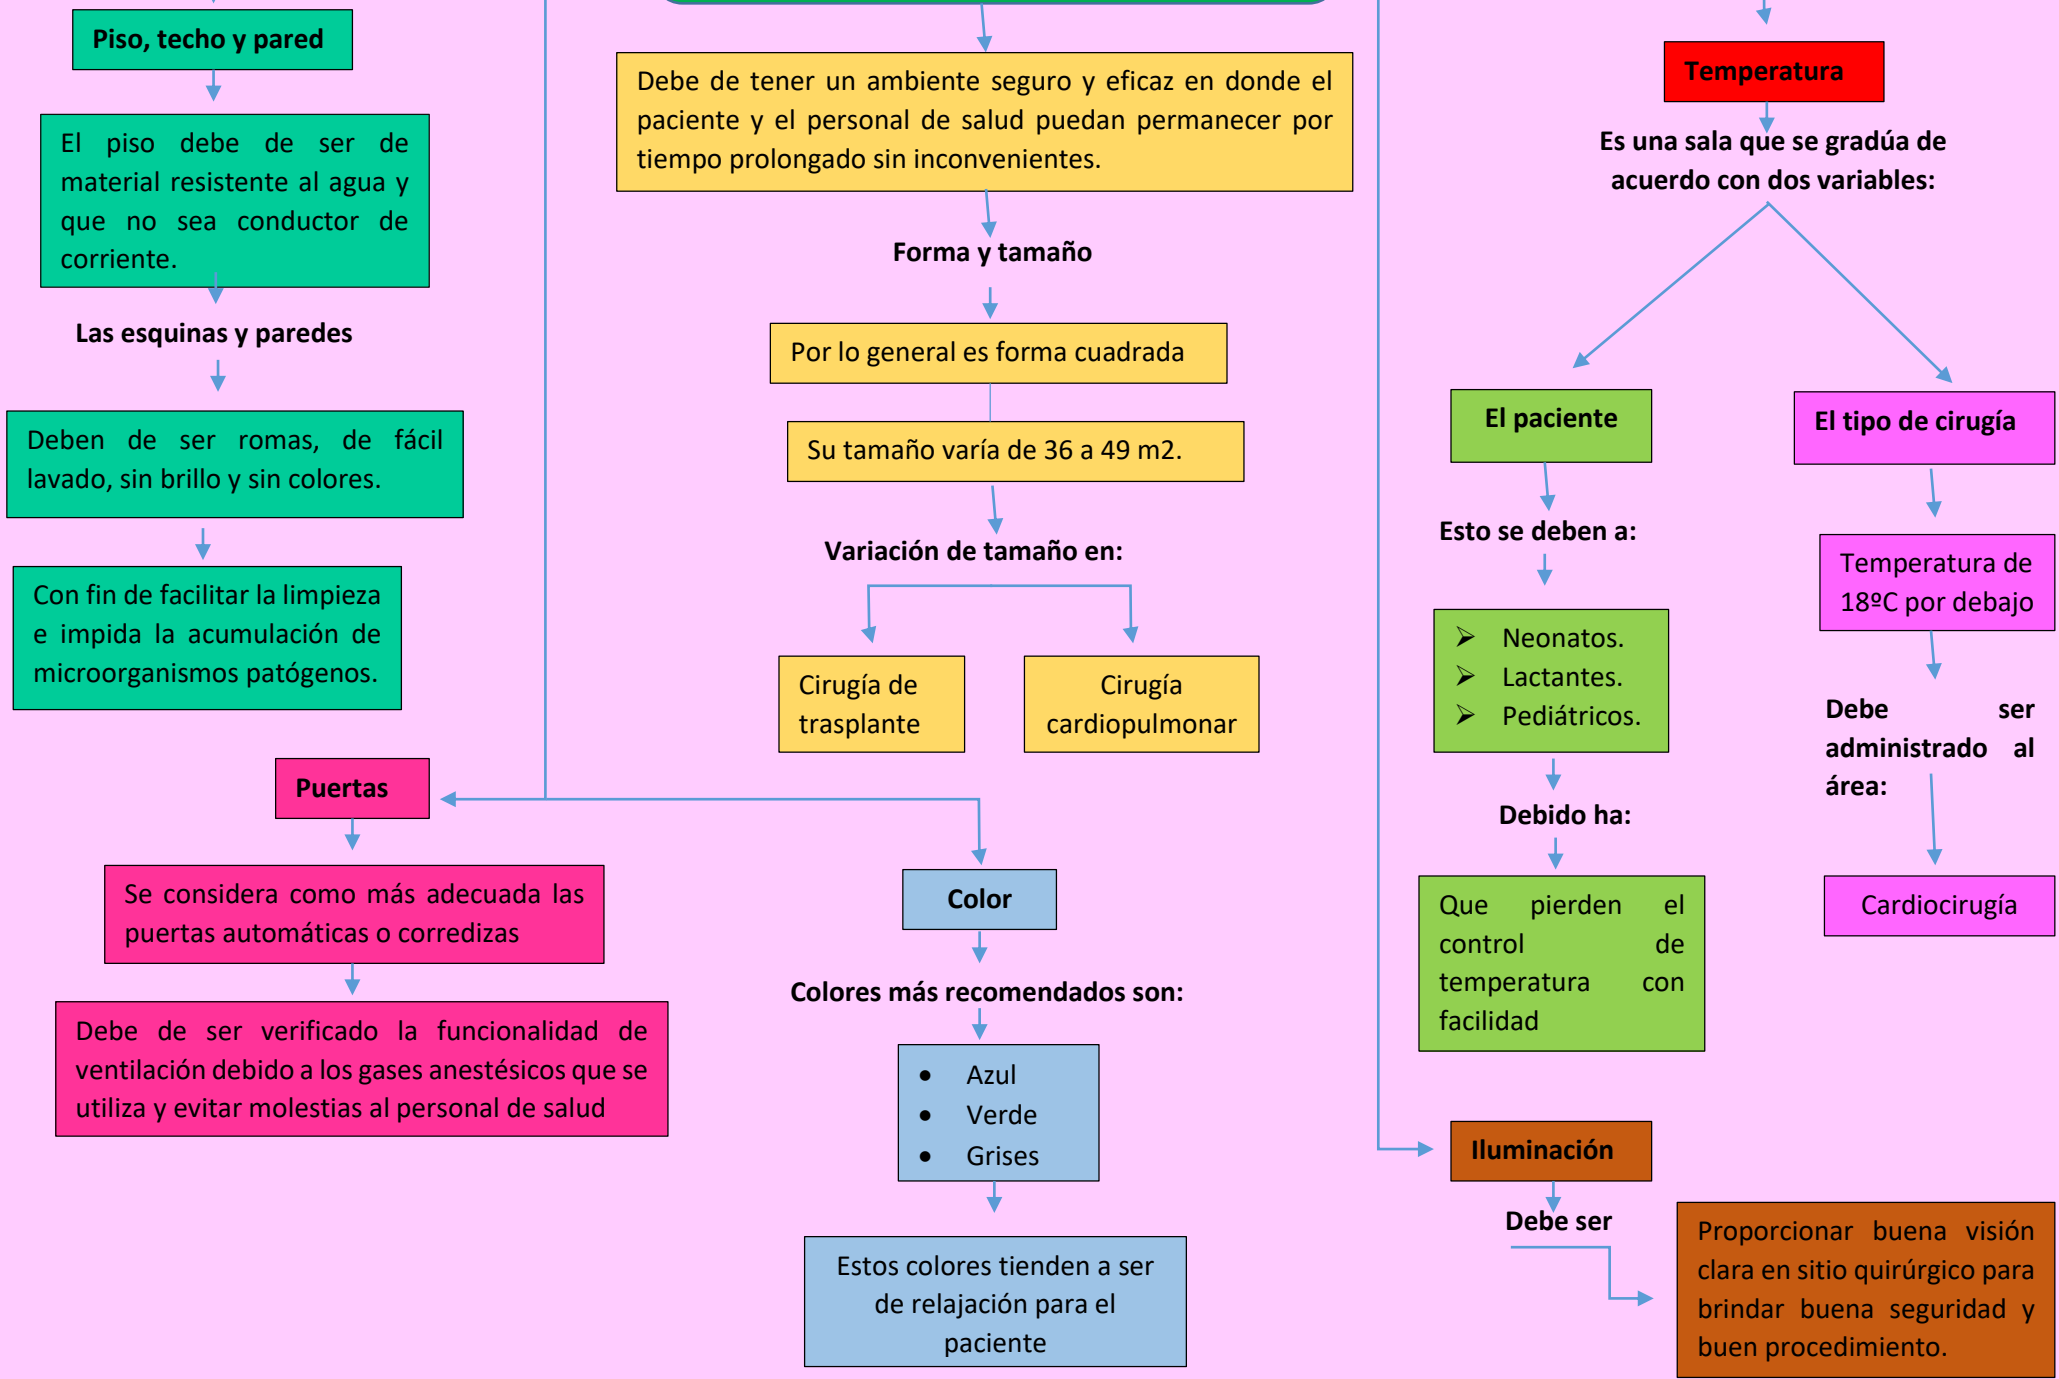 Piso, techo y pared
El piso debe de ser de
material resistente al agua y
que no sea conductor de
corriente.
Las esquinas y paredes
Deben de ser romas, de fácil
lavado, sin brillo y sin colores.
Con fin de facilitar la limpieza
e impida la acumulación de
microorganismos patógenos.
Puertas
Se considera como más adecuada las
puertas automáticas o corredizas
Debe de ser verificado la funcionalidad de
ventilación debido a los gases anestésicos que se
utiliza y evitar molestias al personal de salud
Debe de tener un ambiente seguro y eficaz en donde el
paciente y el personal de salud puedan permanecer por
tiempo prolongado sin inconvenientes.
Forma y tamaño
Por lo general es forma cuadrada
Su tamaño varía de 36 a 49 m2.
Variación de tamaño en:
Cirugía de
trasplante
Cirugía
cardiopulmonar
Color
Colores más recomendados son:
• Azul
• Verde
• Grises
Estos colores tienden a ser
de relajación para el
paciente
Temperatura
Es una sala que se gradúa de
acuerdo con dos variables:
El paciente
Esto se deben a:
➢ Neonatos.
➢ Lactantes.
➢ Pediátricos.
Debido ha:
Que pierden el
control de
temperatura con
facilidad
El tipo de cirugía
Temperatura de
18ºC por debajo
Debe ser
administrado al
área:
Cardiocirugía
Iluminación
Debe ser
Proporcionar buena visión
clara en sitio quirúrgico para
brindar buena seguridad y
buen procedimiento.